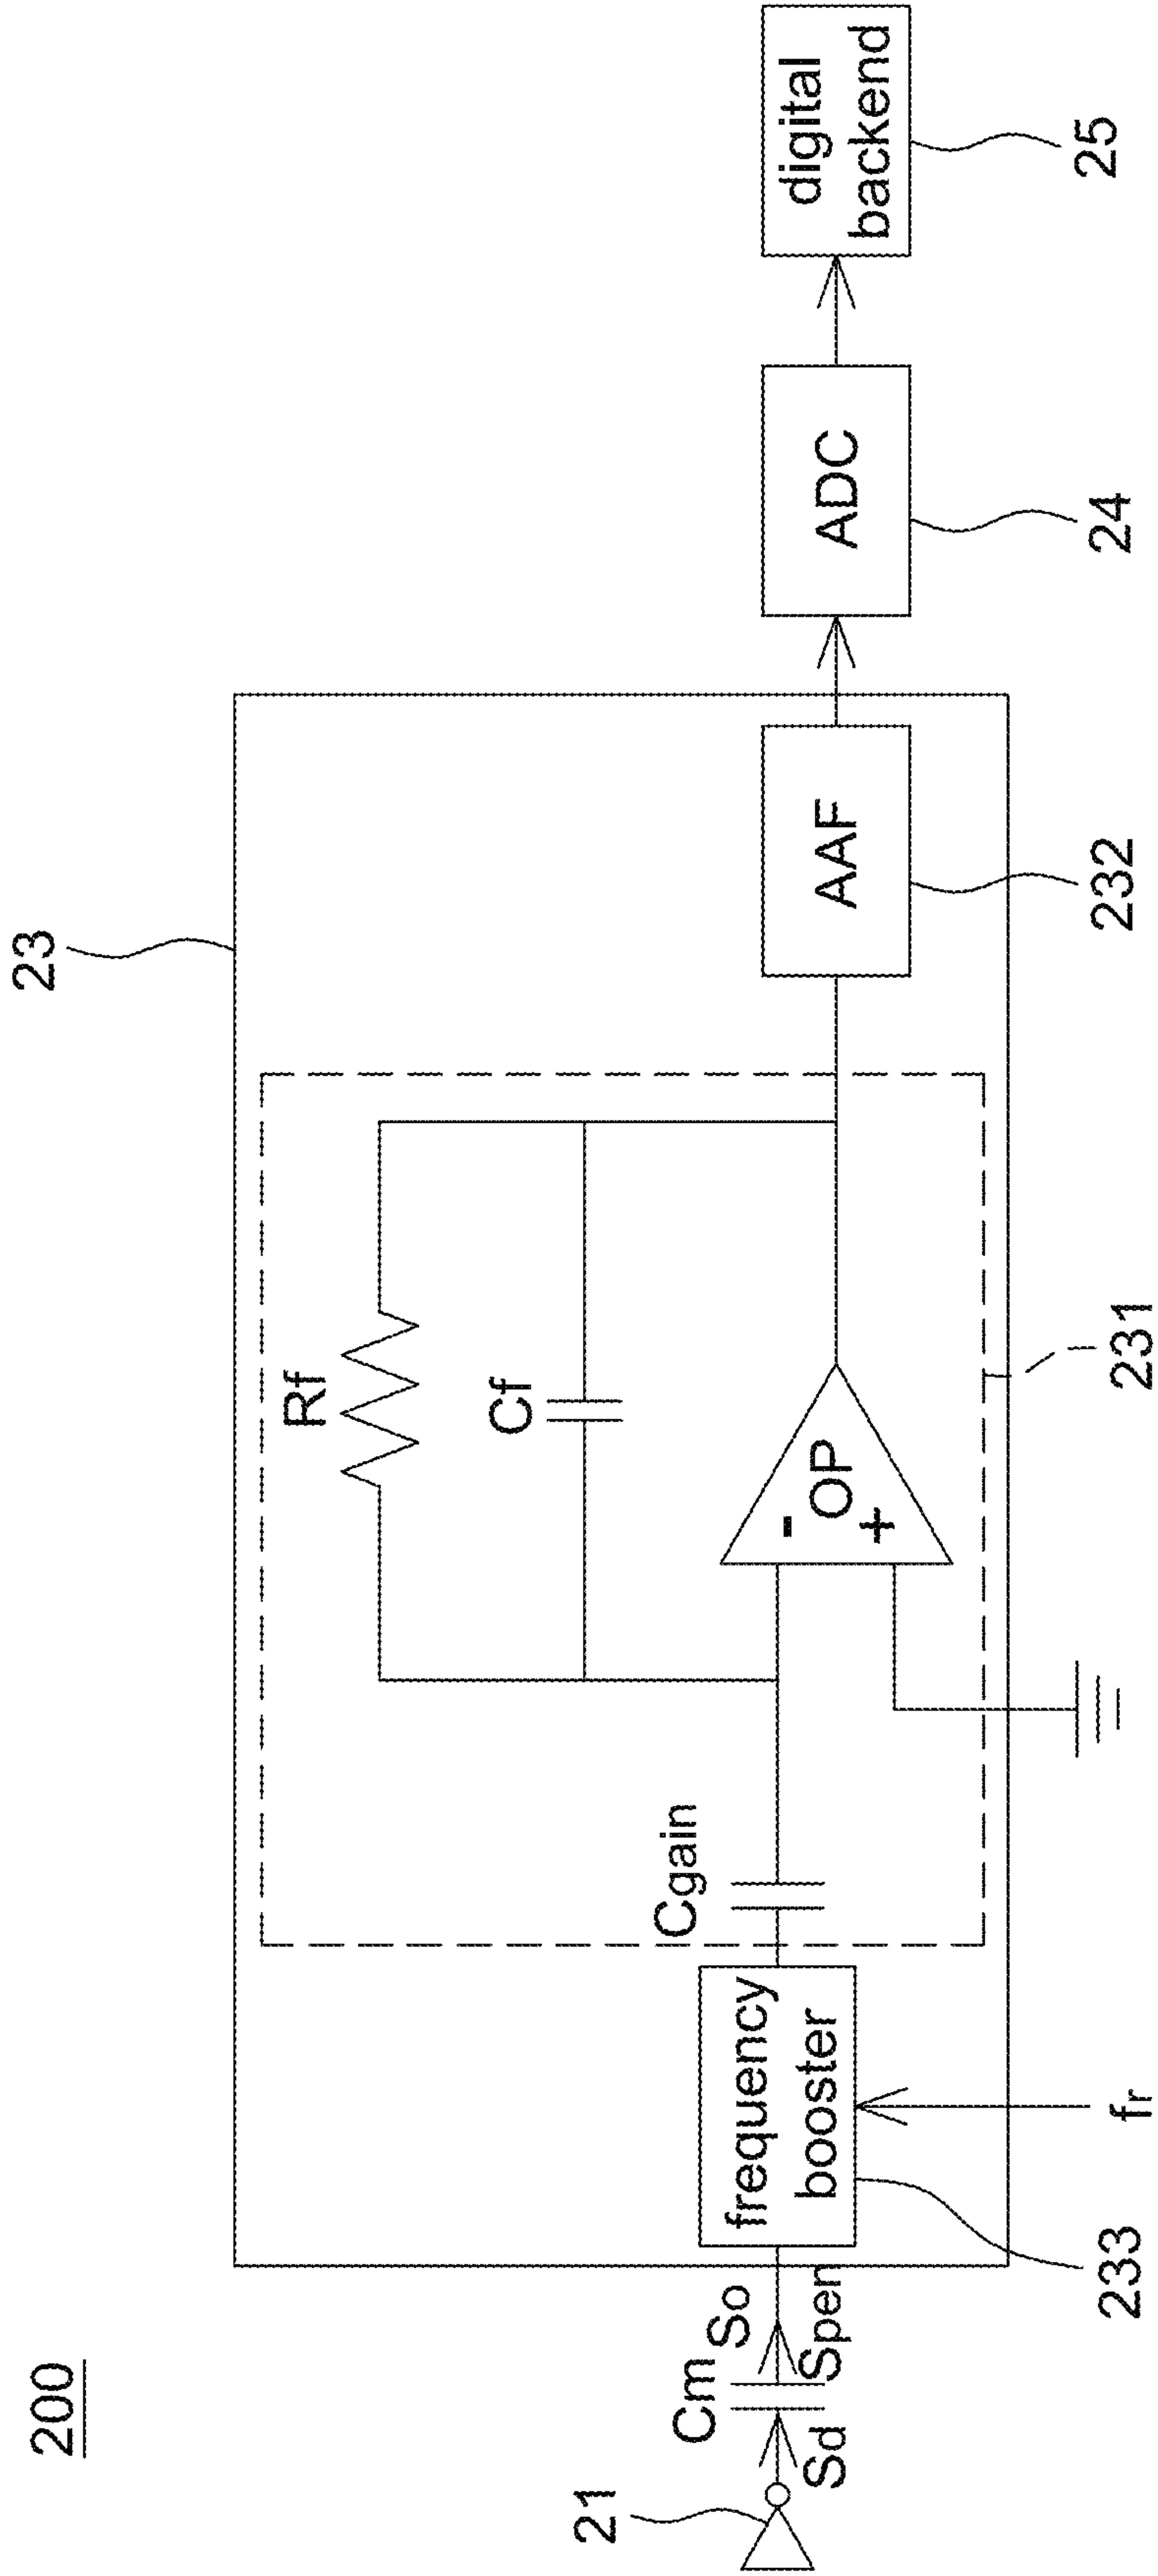 200
23
21
Sd
Cm
So
Spen
frequency
booster
233
fr
Cgain
Rf
Cf
-
OP
+
231
AAF
232
ADC
24
digital
backend
25